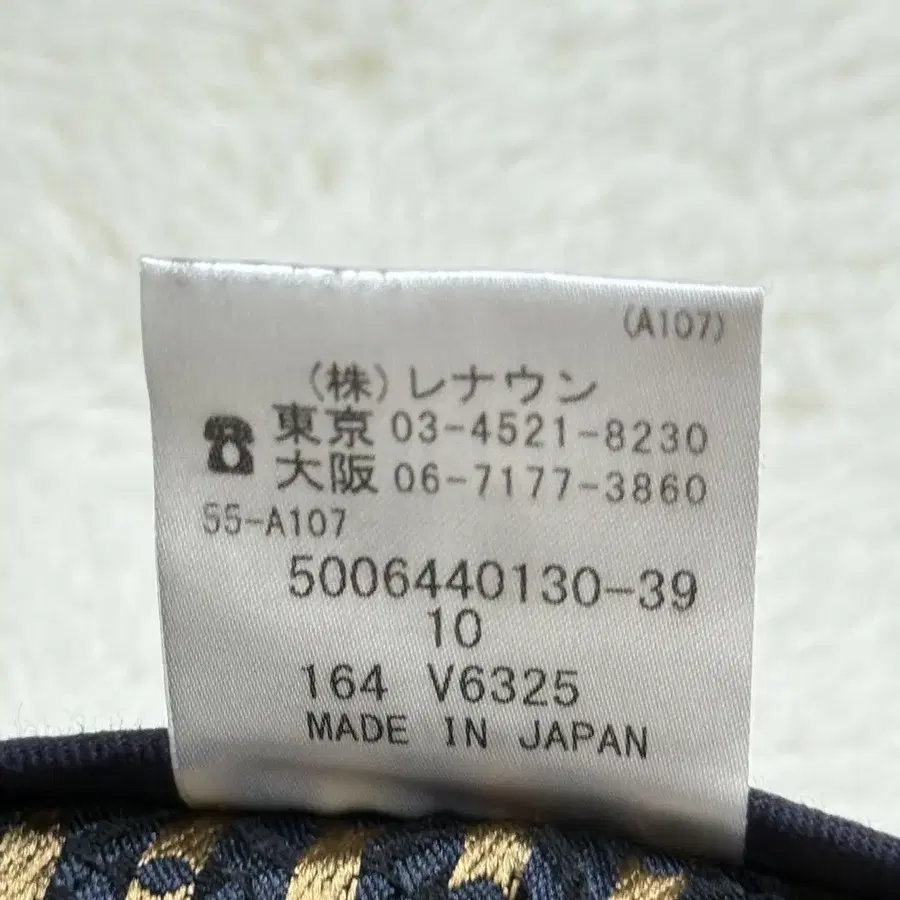 (A107)
(株)レナウン
東京 03-4521-8230
大阪 06-7177-3860
55-A107
5006440130-39
10
164 V6325
MADE IN JAPAN